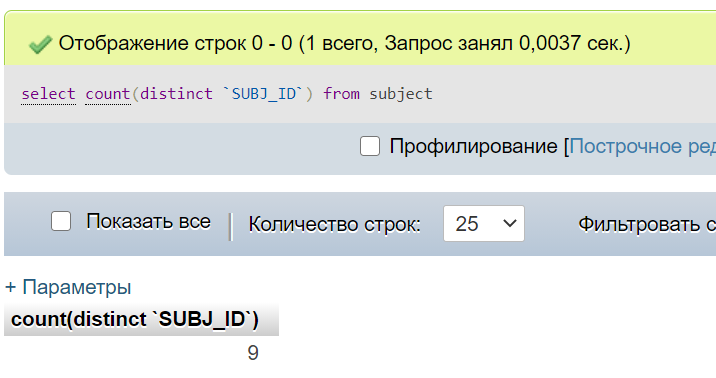 Отображение строк 0 - 0 (1 всего, Запрос занял 0,0037 сек.)
select count(distinct `SUBJ_ID`) from subject
Профилирование [Построчное ред
Показать все | Количество строк: 25 Фильтровать с
+ Параметры
count(distinct `SUBJ_ID`)
9